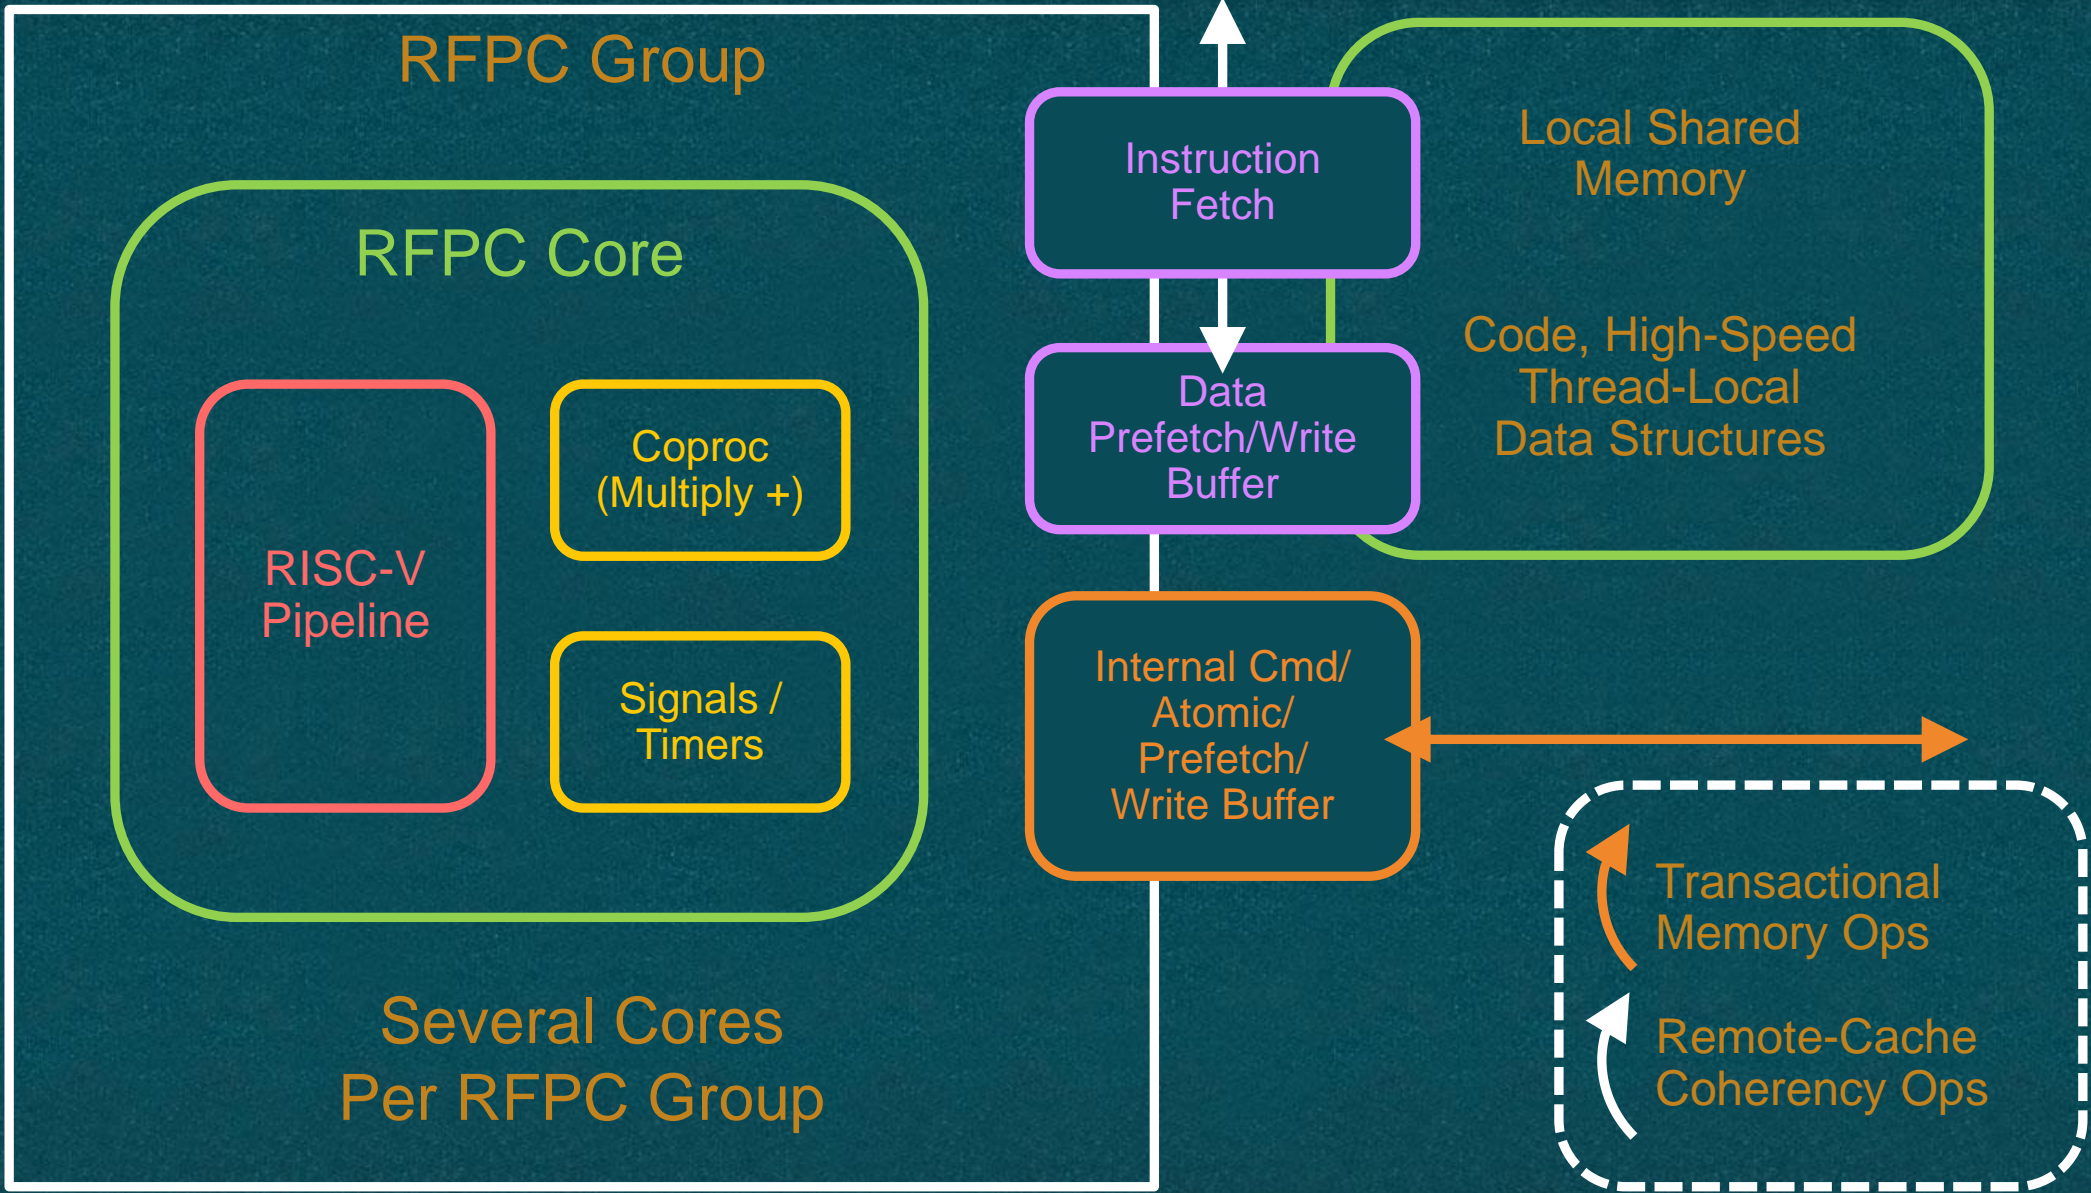 RFPC Group
RFPC Core
RISC-V
Pipeline
Coproc
(Multiply +)
Signals /
Timers
Several Cores
Per RFPC Group
Instruction
Fetch
Data
Prefetch/Write
Buffer
Internal Cmd/
Atomic/
Prefetch/
Write Buffer
Local Shared
Memory
Code, High-Speed
Thread-Local
Data Structures
Transactional
Memory Ops
Remote-Cache
Coherency Ops